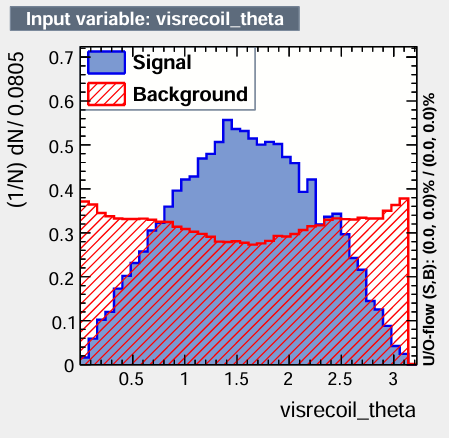 Input variable: visrecoil_theta
(1/N) dN/ 0.0805
0.7
0.6
0.5
0.4
0.3
0.2
0.1
0
Signal
Background
0.5
1
1.5
2
2.5
3
visrecoil_theta
U/O-flow (S,B): (0.0, 0.0)% / (0.0, 0.0)%